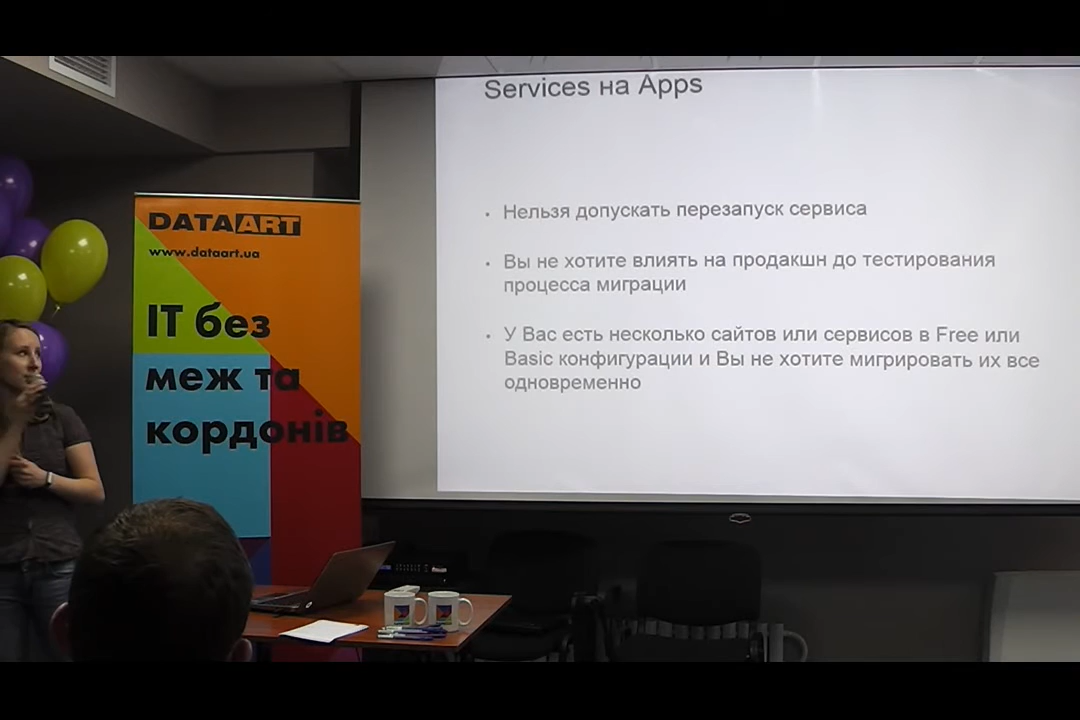 DATAART
www.dataart.ua
IT без
меж та
кордонів
Services на Apps
Нельзя допускать перезапуск сервиса
Вы не хотите влиять на продакшн до тестирования
процесса миграции
У Вас есть несколько сайтов или сервисов в Free или
Basic конфигурации и Вы не хотите мигрировать их все
одновременно